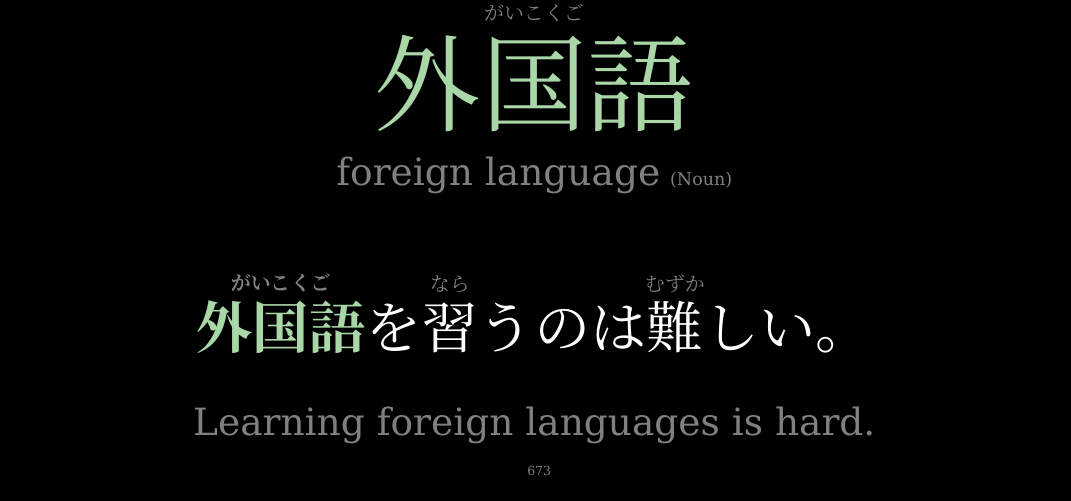 がいこくご
外国語
foreign language (Noun)
がいこくご なら むずか
外国語を習うのは難しい。
Learning foreign languages is hard.
673